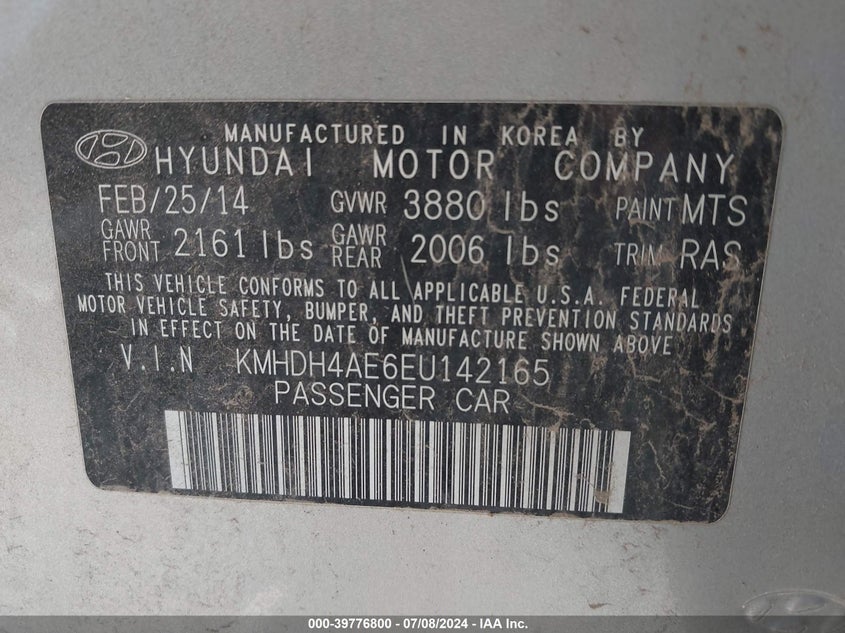 MANUFACTURED IN KOREA BY
HYUNDAI MOTOR COMPANY
FEB/25/14 GVWR 3880 lbs PAINT MTS
GAWR FRONT 2161 lbs GAWR REAR 2006 lbs TRIM RAS
THIS VEHICLE CONFORMS TO ALL APPLICABLE U.S.A. FEDERAL
MOTOR VEHICLE SAFETY, BUMPER, AND THEFT PREVENTION STANDARDS
IN EFFECT ON THE DATE OF MANUFACTURE SHOWN ABOVE
V.I.N KMHDH4AE6EU142165
PASSENGER CAR
000-39776800 - 07/08/2024 - IAA Inc.